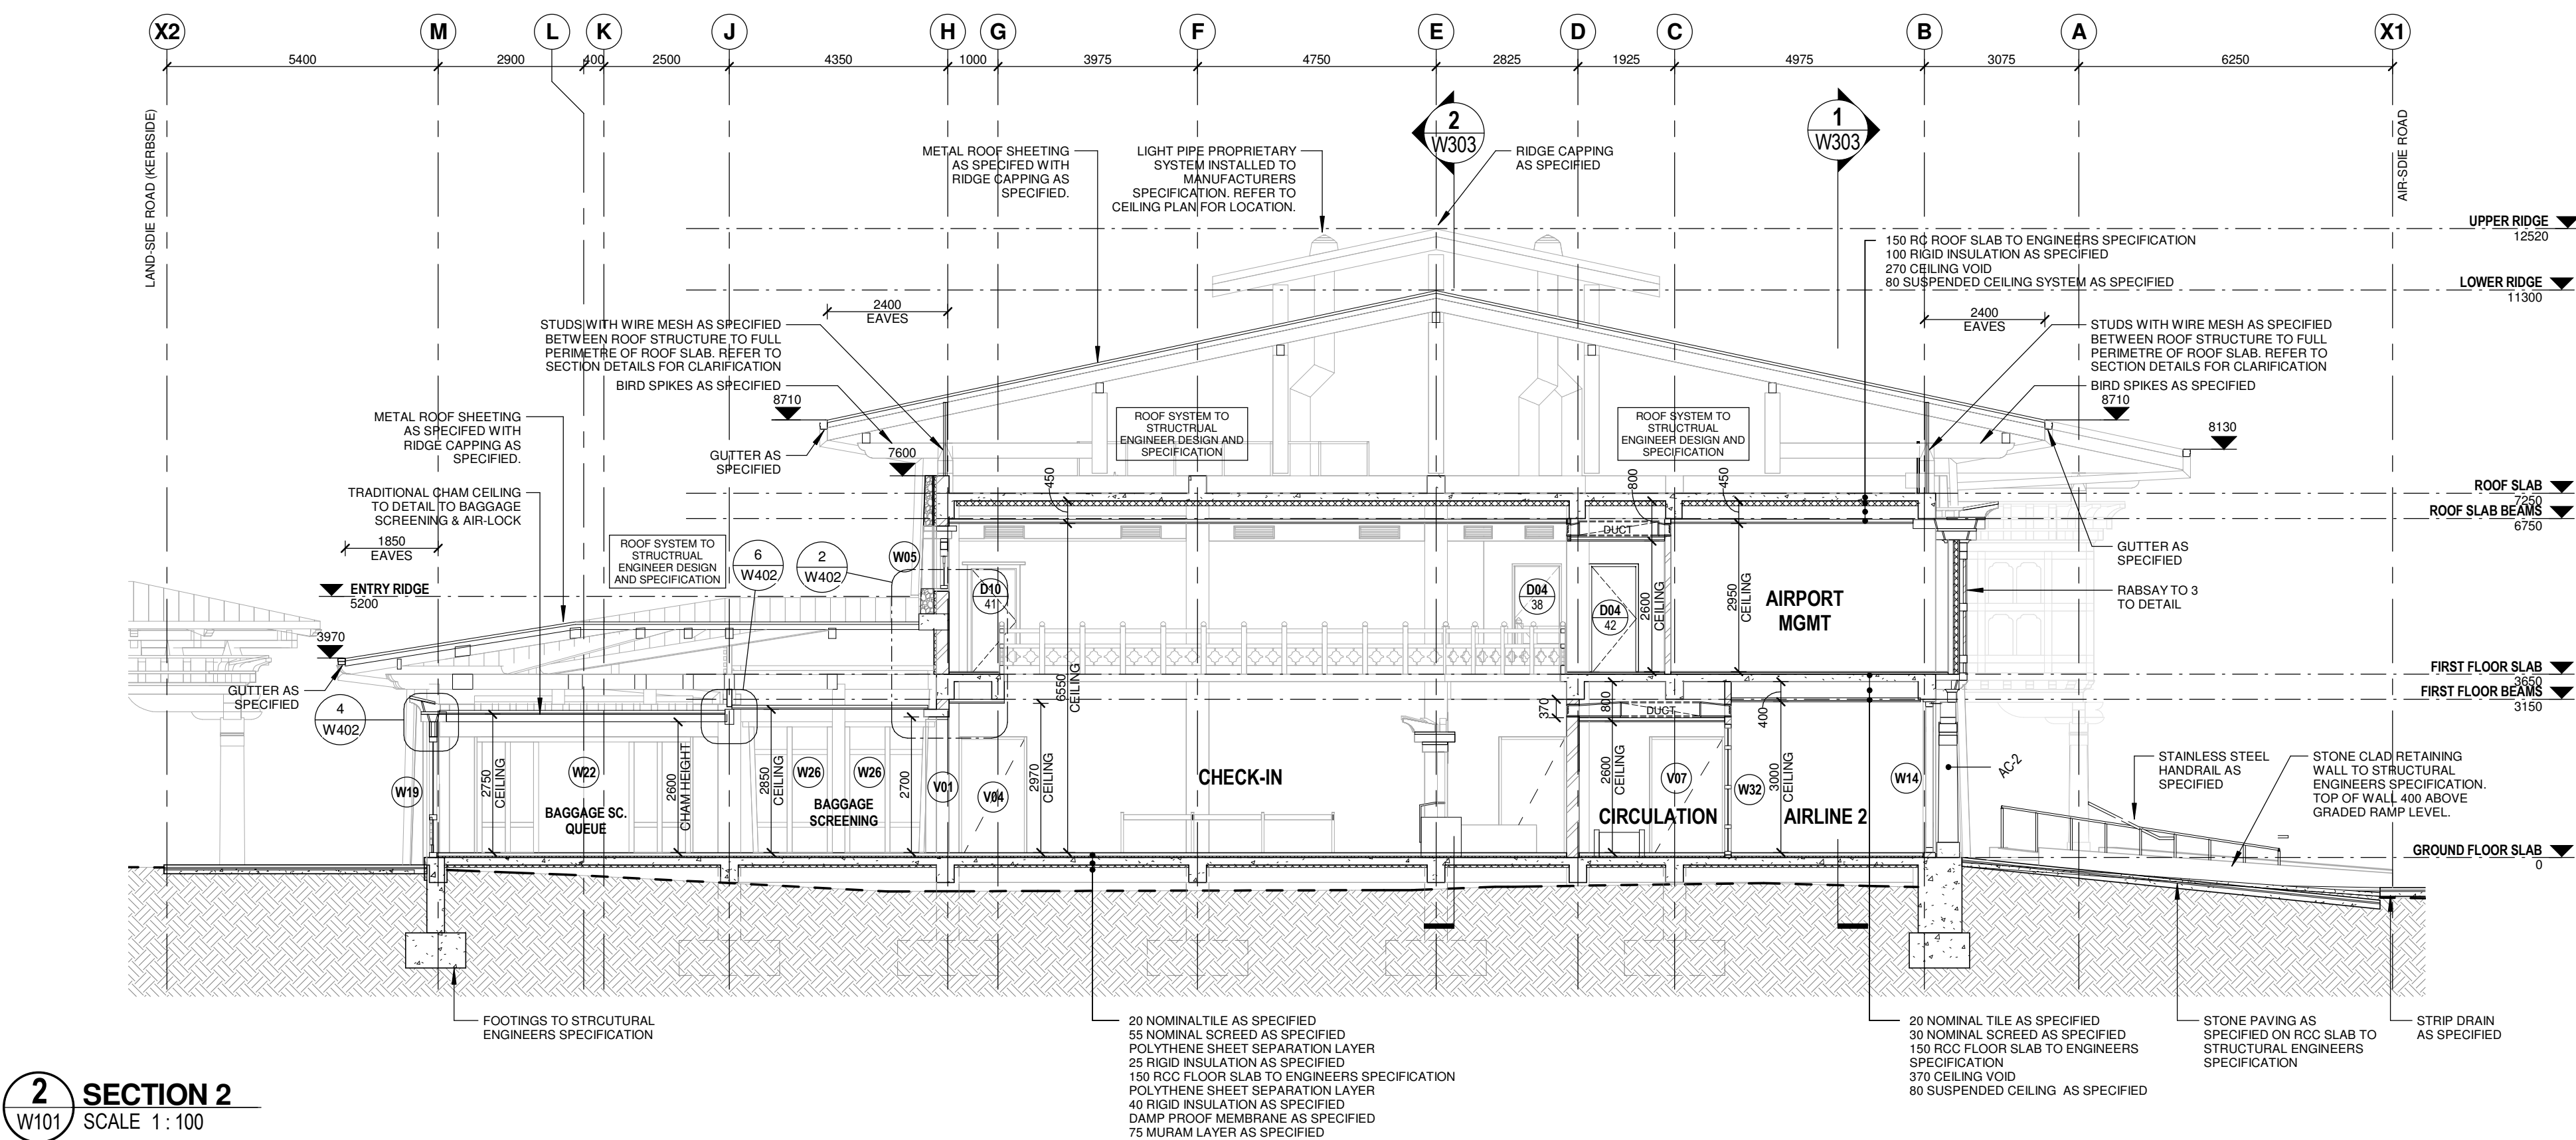 X2
M
L
K
J
H
G
F
E
D
C
B
A
X1
5400
2900
400
2500
4350
1000
3975
4750
2825
1925
4975
3075
6250
LAND-SDIE ROAD (KERBSIDE)
AIR-SDIE ROAD
2
W303
1
W303
METAL ROOF SHEETING
AS SPECIFED WITH
RIDGE CAPPING AS
SPECIFIED.
LIGHT PIPE PROPRIETARY
SYSTEM INSTALLED TO
MANUFACTURERS
SPECIFICATION. REFER TO
CEILING PLAN FOR LOCATION.
RIDGE CAPPING
AS SPECIFIED
UPPER RIDGE
12520
150 RC ROOF SLAB TO ENGINEERS SPECIFICATION
100 RIGID INSULATION AS SPECIFIED
270 CEILING VOID
80 SUSPENDED CEILING SYSTEM AS SPECIFIED
LOWER RIDGE
11300
2400
EAVES
2400
EAVES
STUDS WITH WIRE MESH AS SPECIFIED
BETWEEN ROOF STRUCTURE TO FULL
PERIMETRE OF ROOF SLAB. REFER TO
SECTION DETAILS FOR CLARIFICATION
BIRD SPIKES AS SPECIFIED
8710
STUDS WITH WIRE MESH AS SPECIFIED
BETWEEN ROOF STRUCTURE TO FULL
PERIMETRE OF ROOF SLAB. REFER TO
SECTION DETAILS FOR CLARIFICATION
BIRD SPIKES AS SPECIFIED
8710
8130
METAL ROOF SHEETING
AS SPECIFED WITH
RIDGE CAPPING AS
SPECIFIED.
GUTTER AS
SPECIFIED
7600
ROOF SYSTEM TO
STRUCTRUAL
ENGINEER DESIGN AND
SPECIFICATION
ROOF SYSTEM TO
STRUCTRUAL
ENGINEER DESIGN AND
SPECIFICATION
450
800
450
TRADITIONAL CHAM CEILING
TO DETAIL TO BAGGAGE
SCREENING & AIR-LOCK
ROOF SLAB
7250
ROOF SLAB BEAMS
6750
1850
EAVES
ROOF SYSTEM TO
STRUCTRUAL
ENGINEER DESIGN
AND SPECIFICATION
6
W402
2
W402
W05
DUCT
GUTTER AS
SPECIFIED
ENTRY RIDGE
5200
D10
41
D04
38
D04
42
2600
CEILING
2950
CEILING
AIRPORT
MGMT
RABSAY TO 3
TO DETAIL
3970
GUTTER AS
SPECIFIED
4
W402
6550
CEILING
FIRST FLOOR SLAB
3650
FIRST FLOOR BEAMS
3150
370
800
DUCT
400
W19
2750
CEILING
W22
BAGGAGE SC.
QUEUE
2600
CHAM HEIGHT
2850
CEILING
W26
W26
BAGGAGE
SCREENING
2700
V01
V04
2970
CEILING
CHECK-IN
2600
CEILING
V07
CIRCULATION
W32
3000
CEILING
AIRLINE 2
W14
AC-2
STAINLESS STEEL
HANDRAIL AS
SPECIFIED
STONE CLAD RETAINING
WALL TO STRUCTURAL
ENGINEERS SPECIFICATION.
TOP OF WALL 400 ABOVE
GRADED RAMP LEVEL.
GROUND FLOOR SLAB
0
FOOTINGS TO STRCUTURAL
ENGINEERS SPECIFICATION
20 NOMINALTILE AS SPECIFIED
55 NOMINAL SCREED AS SPECIFIED
POLYTHENE SHEET SEPARATION LAYER
25 RIGID INSULATION AS SPECIFIED
150 RCC FLOOR SLAB TO ENGINEERS SPECIFICATION
POLYTHENE SHEET SEPARATION LAYER
40 RIGID INSULATION AS SPECIFIED
DAMP PROOF MEMBRANE AS SPECIFIED
75 MURAM LAYER AS SPECIFIED
20 NOMINAL TILE AS SPECIFIED
30 NOMINAL SCREED AS SPECIFIED
150 RCC FLOOR SLAB TO ENGINEERS
SPECIFICATION
370 CEILING VOID
80 SUSPENDED CEILING AS SPECIFIED
STONE PAVING AS
SPECIFIED ON RCC SLAB TO
STRUCTURAL ENGINEERS
SPECIFICATION
STRIP DRAIN
AS SPECIFIED
2
W101
SECTION 2
SCALE 1 : 100